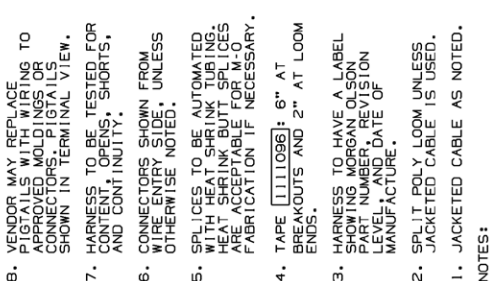 8. VENDOR MAY REPLACE
PIGTAILS WITH WIRING TO
APPROVED MOLDINGS OR
CONNECTORS. PIGTAILS
SHOWN IN TERMINAL VIEW.
7. HARNESS TO BE TESTED FOR
CONTENT, OPENS, SHORTS,
AND CONTINUITY.
6. CONNECTORS SHOWN FROM
WIRE ENTRY SIDE, UNLESS
OTHERWISE NOTED.
5. SPLICES TO BE AUTOMATED
WITH HEAT SHRINK TUBING.
HEAT SHRINK BUTT SPLICES
ARE ACCEPTABLE FOR M-O
FABRICATION IF NECESSARY.
4. TAPE 1111096: 6" AT
BREAKOUTS AND 2" AT LOOM
ENDS.
3. HARNESS TO HAVE A LABEL
SHOWING MORGAN OLSON
PART NUMBER, REVISION
LEVEL, AND DATE OF
MANUFACTURE.
2. SPLIT POLY LOOM UNLESS
JACKETED CABLE IS USED.
1. JACKETED CABLE AS NOTED.
NOTES: